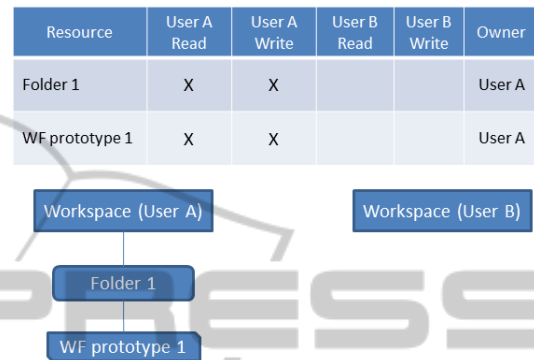 Resource User A Read User A Write User B Read User B Write Owner
Folder 1 X X User A
WF prototype 1 X X User A
Workspace (User A) Workspace (User B)
Folder 1
PRESS
WF prototype 1